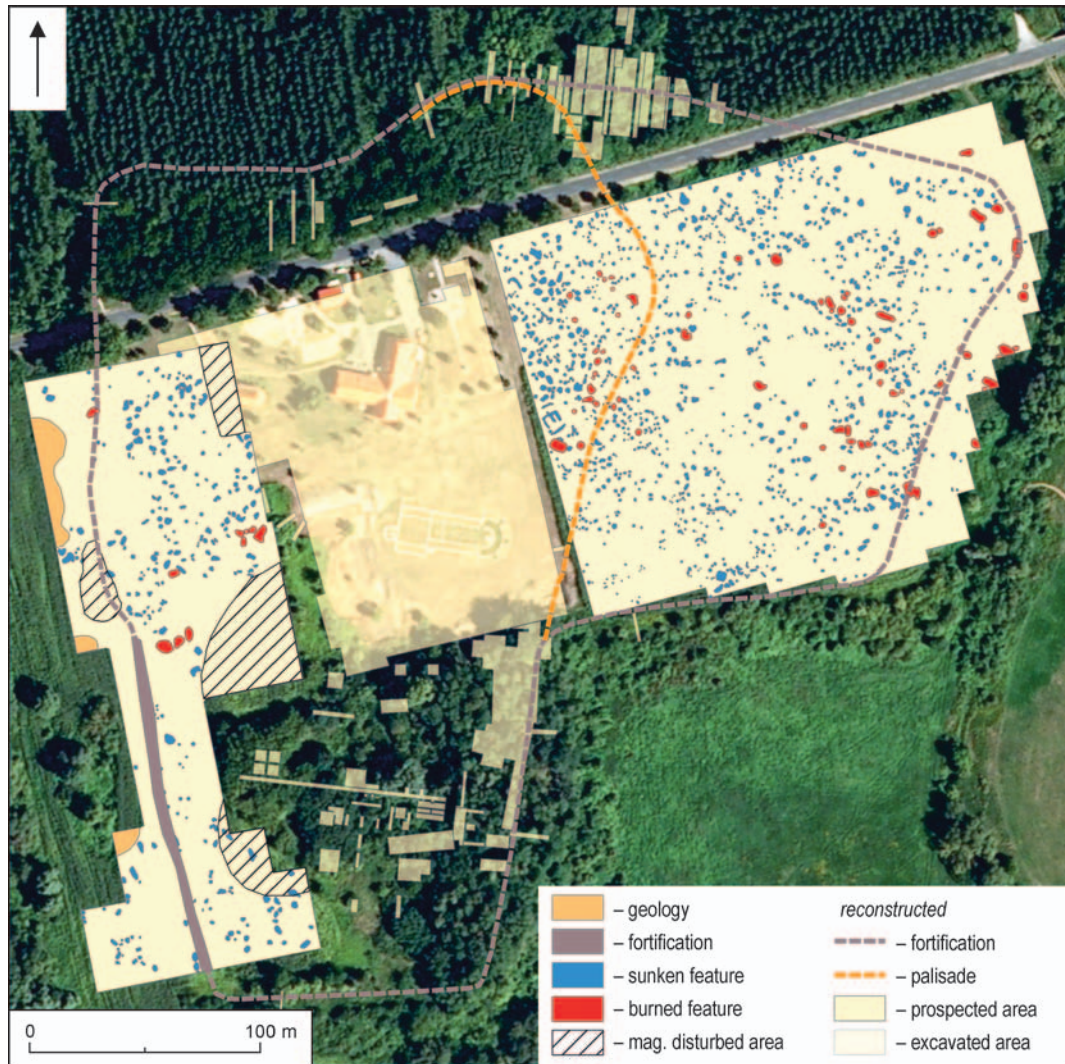 – geology
– fortification
– sunken feature
– burned feature
– mag. disturbed area
reconstructed
– fortification
– palisade
– prospected area
– excavated area
0 100 m